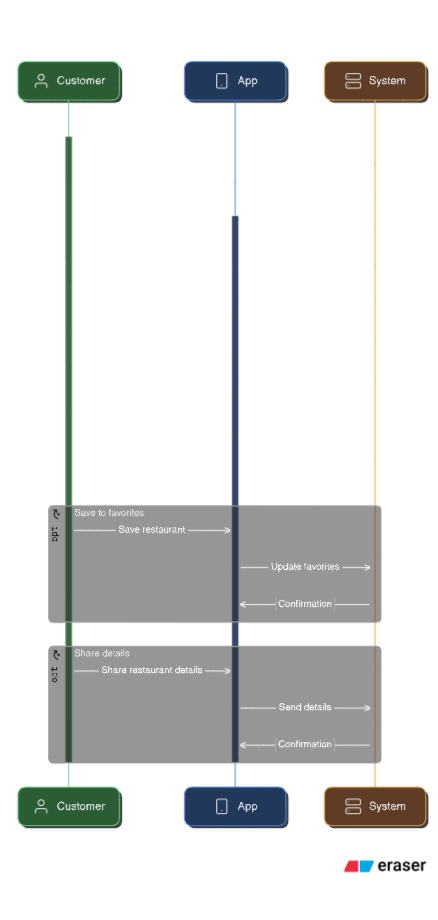 Customer
App
System
Save to favorites
opt
Save restaurant
Update favorites
Confirmation
Share details
opt
Share restaurant details
Send details
Confirmation
Customer
App
System
eraser